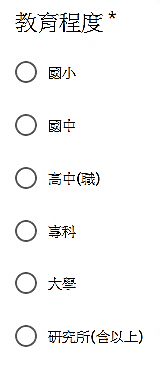 教育程度 *
國小
國中
高中(職)
專科
大學
研究所(含以上)